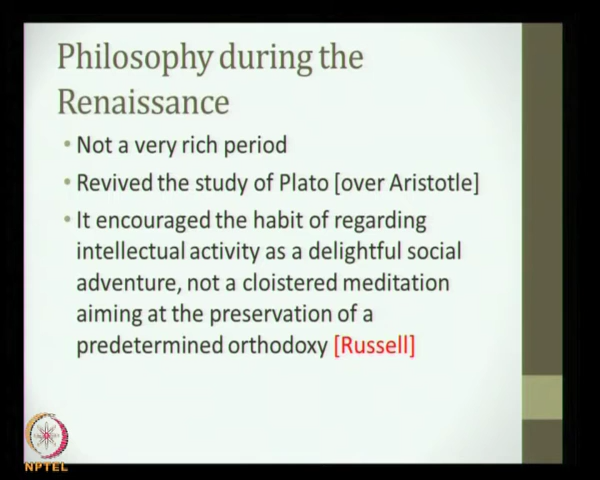 Philosophy during the
Renaissance
• Not a very rich period
• Revived the study of Plato [over Aristotle]
• It encouraged the habit of regarding
intellectual activity as a delightful social
adventure, not a cloistered meditation
aiming at the preservation of a
predetermined orthodoxy [Russell]
NPTEL